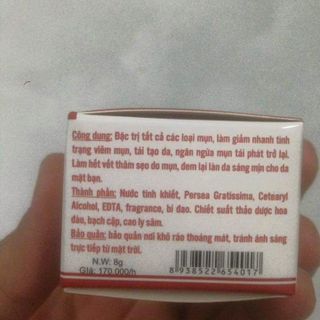 Công dụng: Đặc trị tất cả các loại mụn, làm giảm nhanh tình
trạng viêm mụn, tái tạo da, ngăn ngừa mụn tái phát trở lại.
Làm hết vốt thâm sẹo do mụn, đem lại làn da sáng mịn cho da
mặt bạn.
Thành phần: Nước tinh khiết, Persea Gratissima, Cetearyl
Alcohol, EDTA, fragrance, bí đao. Chiết suất thảo dược hoa
đào, bạch cập, cao ly sâm.
Bảo quản: bảo quản nơi khô ráo thoáng mát, tránh ánh sáng
trực tiếp từ mặt trời.
N.W: 8g
Giá: 170.000/h
8 938522 654017